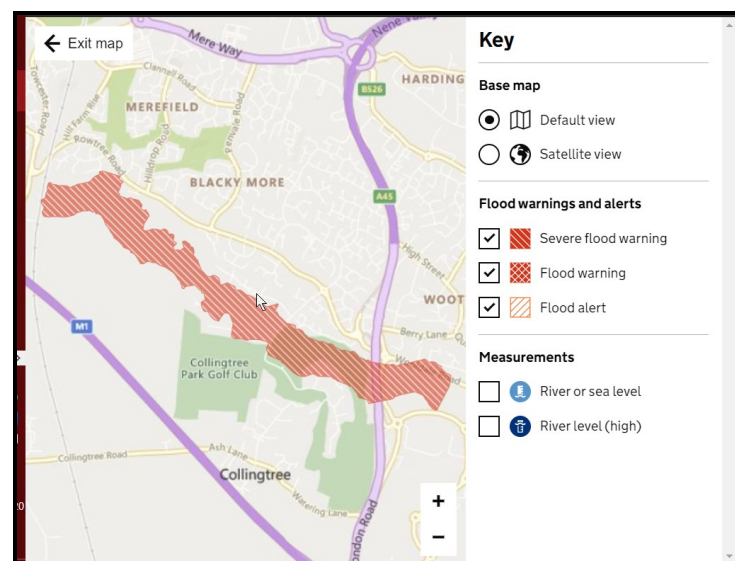 Exit map
Mere Way
Nene Valley
Clannell Road
B526
HARDING
Towcester Road
MEREFIELD
Hill Farm Rise
Hilldrop Road
Penvale Road
Rowtree Road
BLACKY MORE
A45
High Street
WOOT
M1
Berry Lane
Collingtree
Park Golf Club
Ash Lane
Collingtree Road
Collingtree
Watering Lane
London Road
20
+
−
Key
Base map
Default view
Satellite view
Flood warnings and alerts
Severe flood warning
Flood warning
Flood alert
Measurements
River or sea level
River level (high)